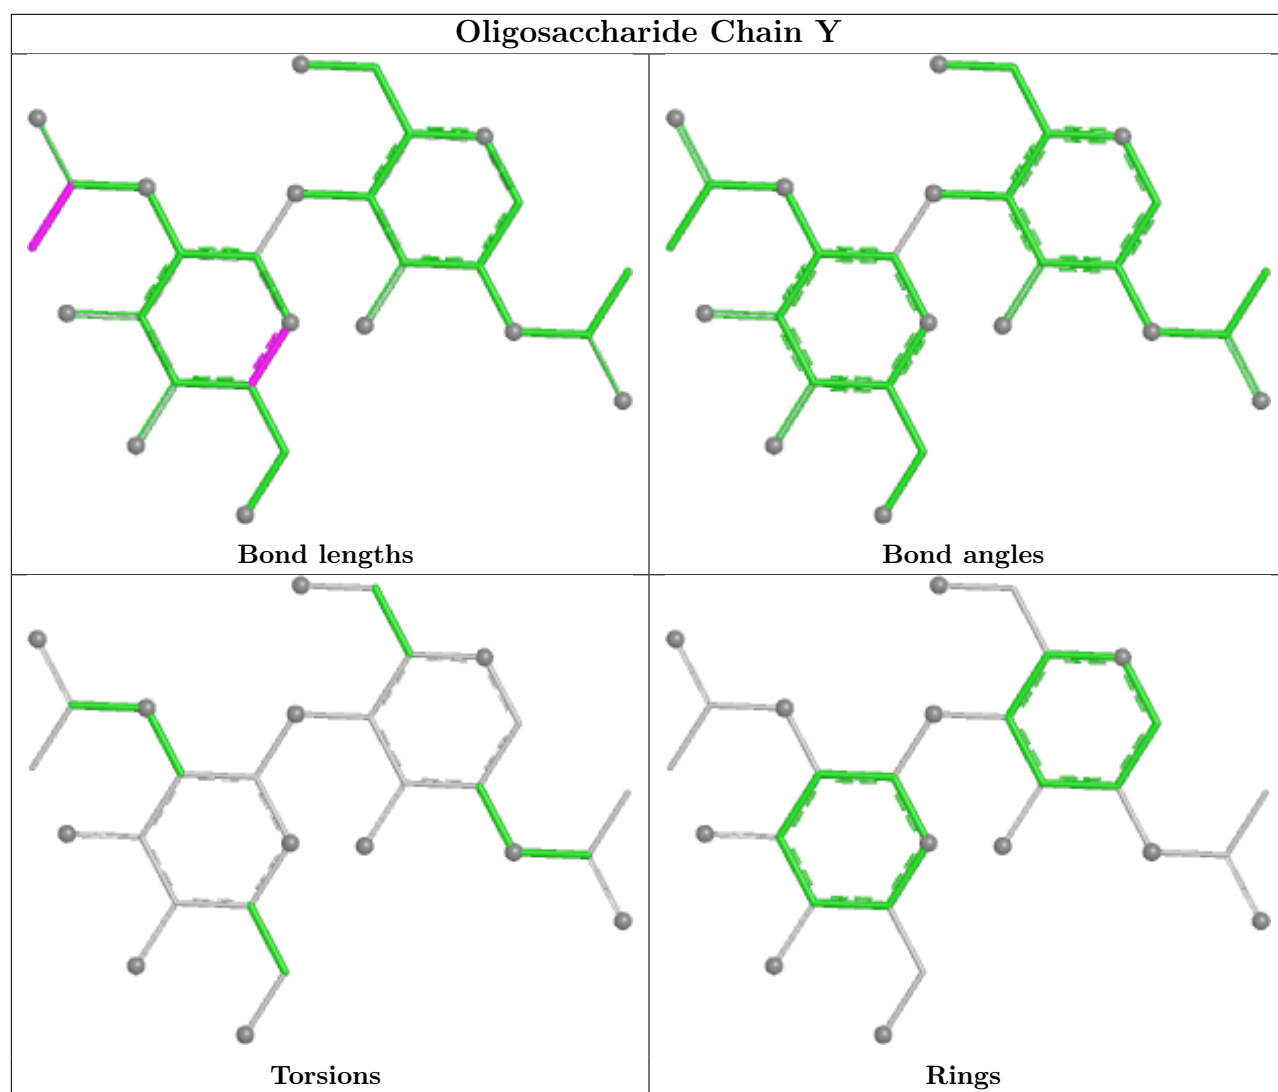 Oligosaccharide Chain Y
Bond lengths
Bond angles
Torsions
Rings